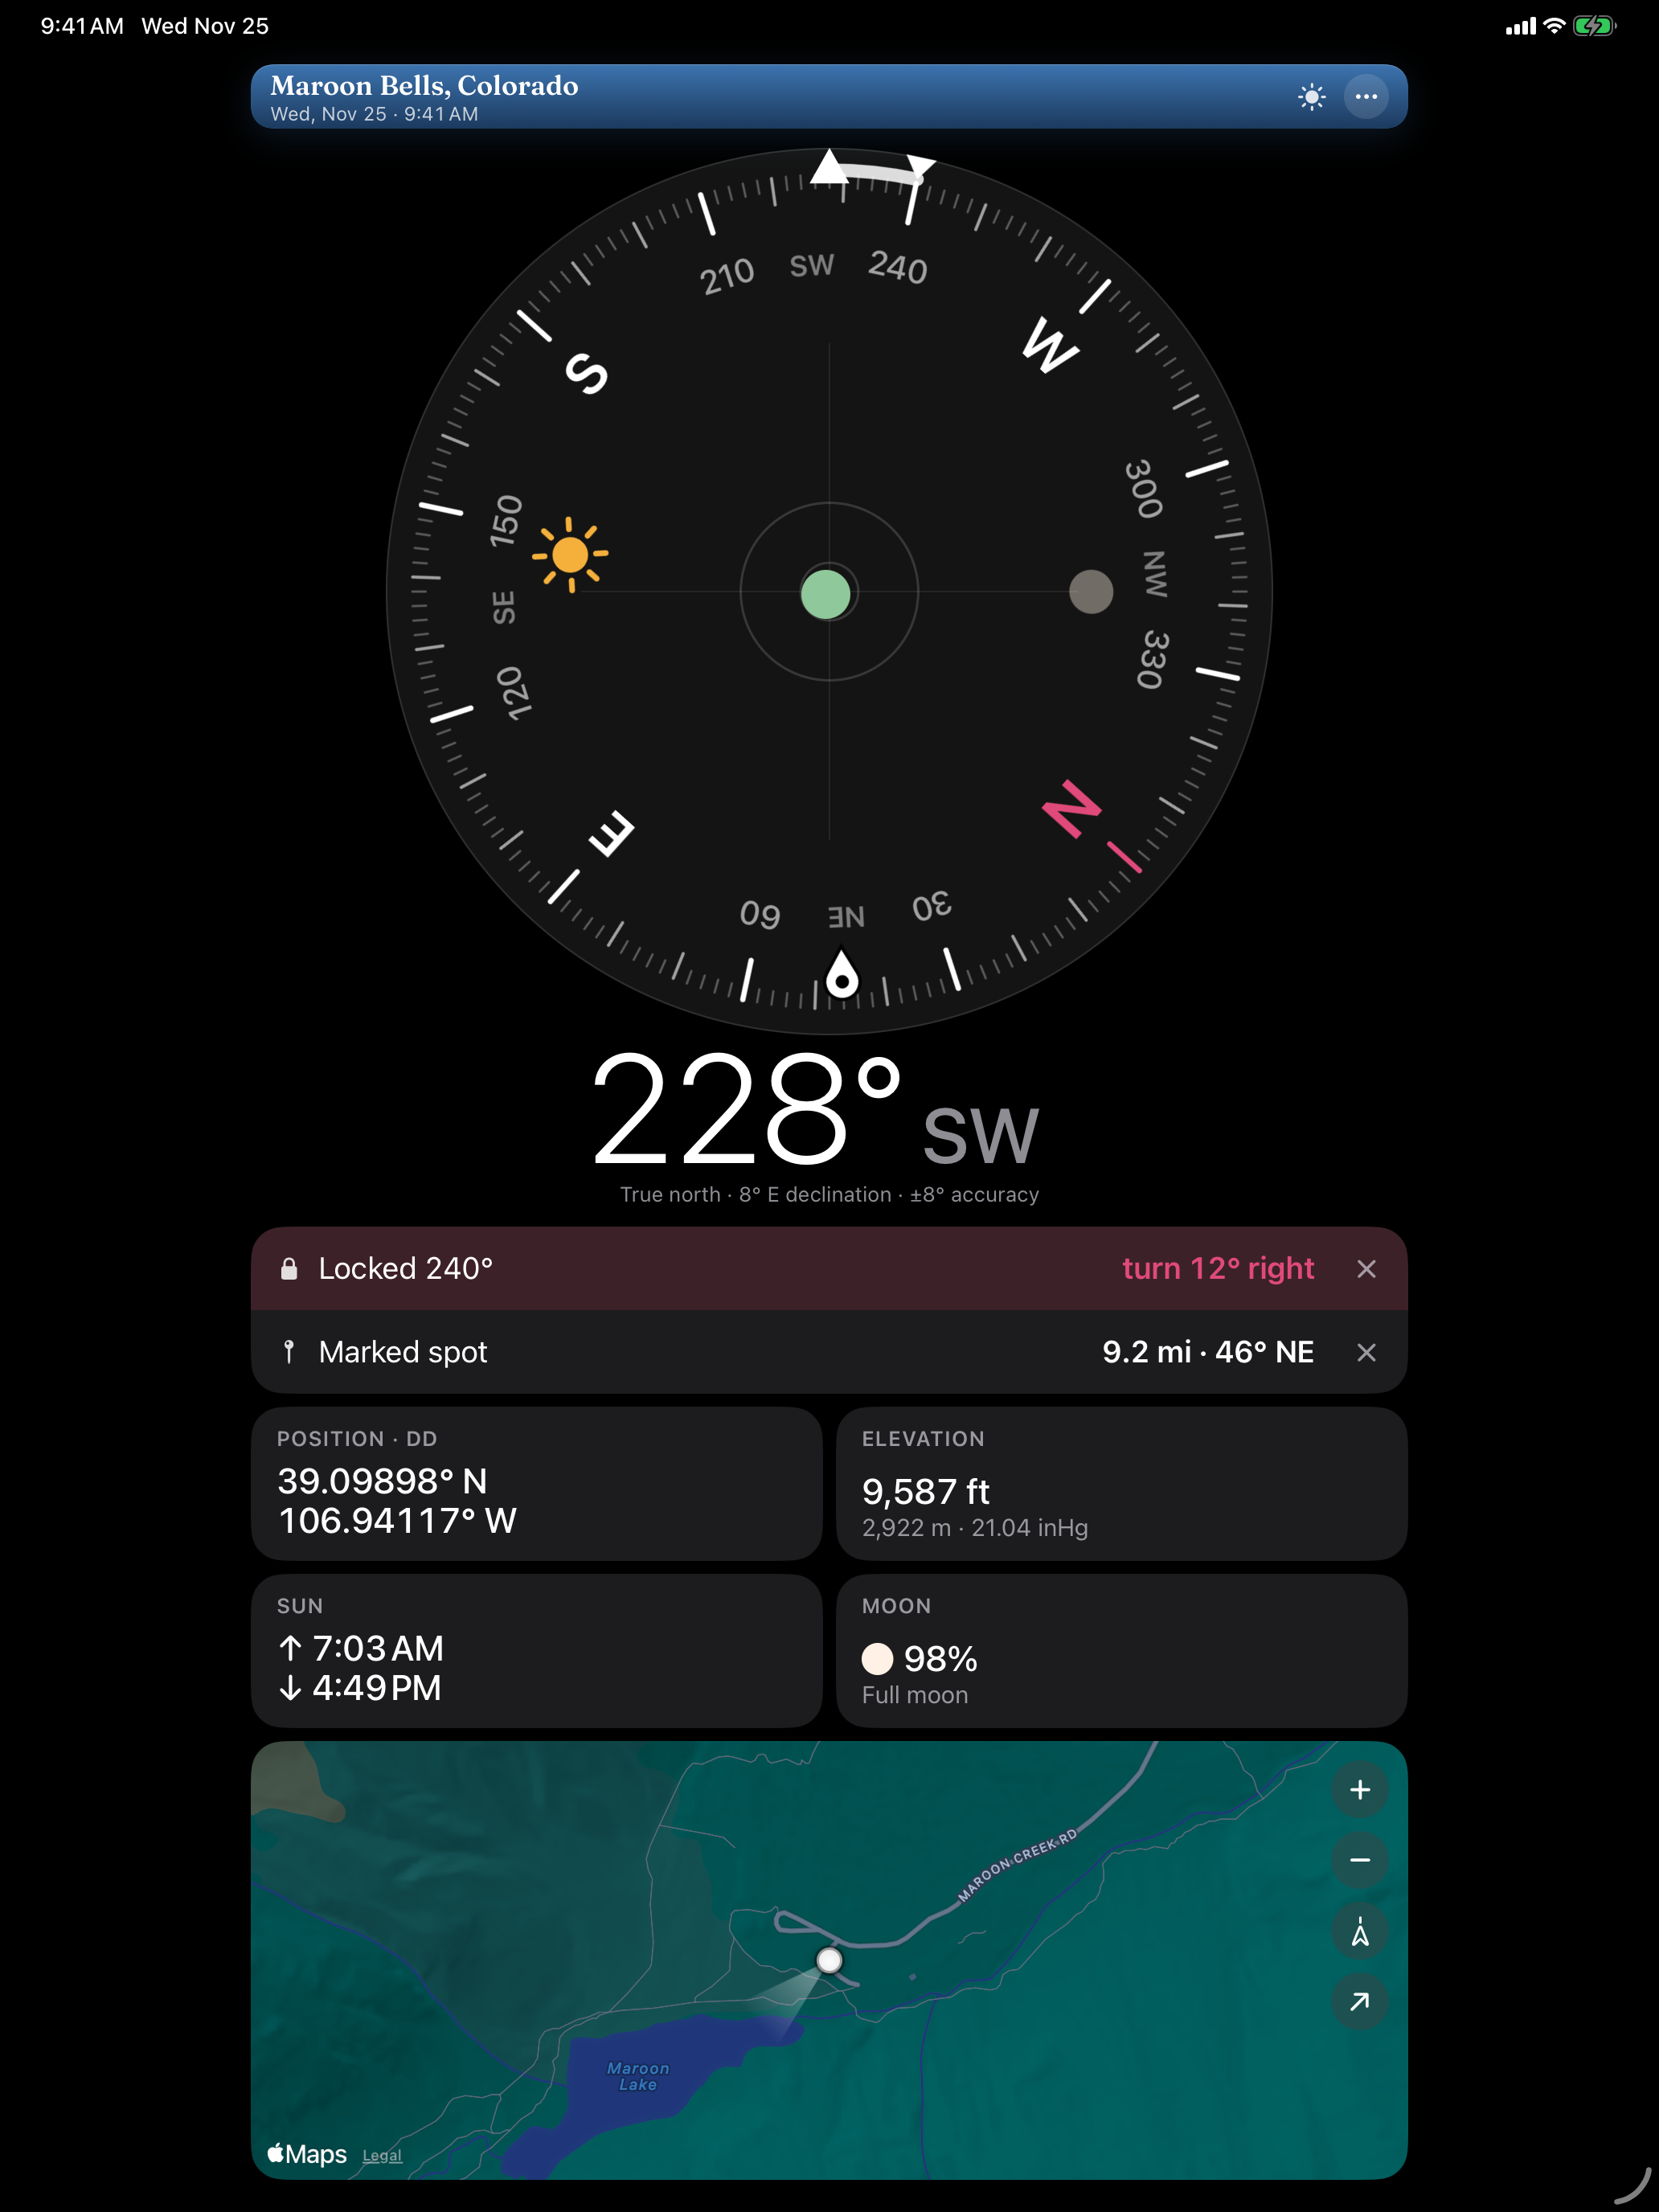 9:41 AM Wed Nov 25
Maroon Bells, Colorado
Wed, Nov 25 · 9:41 AM
210 SW 240
S W
150 300
SE NW
120 330
E N
60 NE 30
228° SW
True north · 8° E declination · ±8° accuracy
Locked 240° turn 12° right
Marked spot 9.2 mi · 46° NE
POSITION · DD
39.09898° N
106.94117° W
ELEVATION
9,587 ft
2,922 m · 21.04 inHg
SUN
↑ 7:03 AM
↓ 4:49 PM
MOON
98%
Full moon
MAROON CREEK RD
Maroon
Lake
Maps Legal